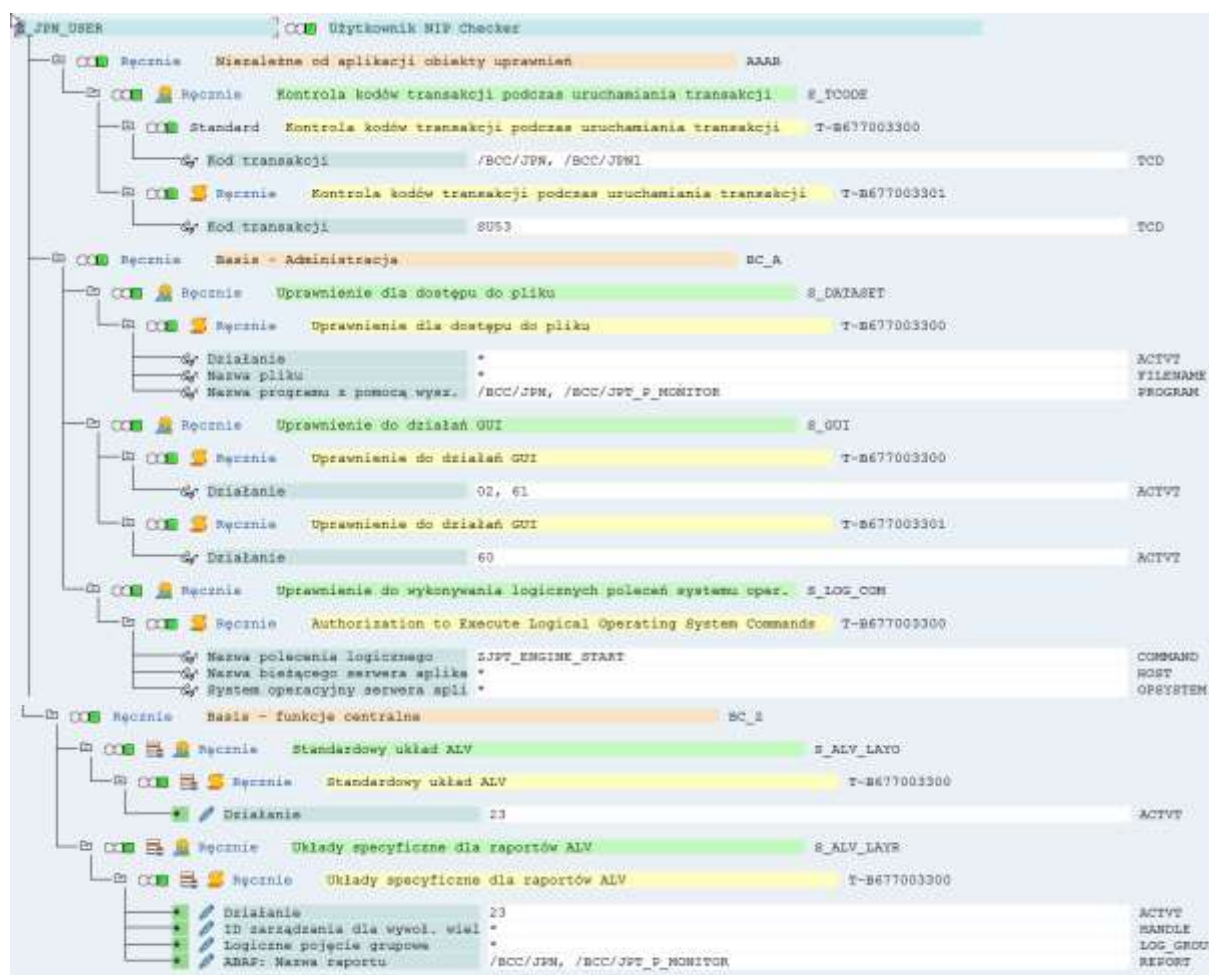 _JPN_USER Użytkownik NIP Checker
Ręcznie Niezależne od aplikacji obiekty uprawnień AAAB
Ręcznie Kontrola kodów transakcji podczas uruchamiania transakcji S_TCODE
Standard Kontrola kodów transakcji podczas uruchamiania transakcji T-B677003300
Kod transakcji /BCC/JPN, /BCC/JPN1 TCD
Ręcznie Kontrola kodów transakcji podczas uruchamiania transakcji T-B677003301
Kod transakcji SU53 TCD
Ręcznie Basis - Administracja BC_A
Ręcznie Uprawnienie dla dostępu do pliku S_DATASET
Ręcznie Uprawnienie dla dostępu do pliku T-B677003300
Działanie * ACTVT
Nazwa pliku * FILENAME
Nazwa programu z pomocą wysz. /BCC/JPN, /BCC/JPT_P_MONITOR PROGRAM
Ręcznie Uprawnienie do działań GUI S_GUI
Ręcznie Uprawnienie do działań GUI T-B677003300
Działanie 02, 61 ACTVT
Ręcznie Uprawnienie do działań GUI T-B677003301
Działanie 60 ACTVT
Ręcznie Uprawnienie do wykonywania logicznych poleceń systemu oper. S_LOG_COM
Ręcznie Authorization to Execute Logical Operating System Commands T-B677003300
Nazwa polecenia logicznego ZJPT_ENGINE_START COMMAND
Nazwa bieżącego serwera aplika * HOST
System operacyjny serwera apli * OPSYSTEM
Ręcznie Basis - funkcje centralne BC_Z
Ręcznie Standardowy układ ALV S_ALV_LAYO
Ręcznie Standardowy układ ALV T-B677003300
Działanie 23 ACTVT
Ręcznie Układy specyficzne dla raportów ALV S_ALV_LAYR
Ręcznie Układy specyficzne dla raportów ALV T-B677003300
Działanie 23 ACTVT
ID zarządzania dla wywoł. wiel * HANDLE
Logiczne pojęcie grupowe * LOG_GROU
ABAP: Nazwa raportu /BCC/JPN, /BCC/JPT_P_MONITOR REPORT